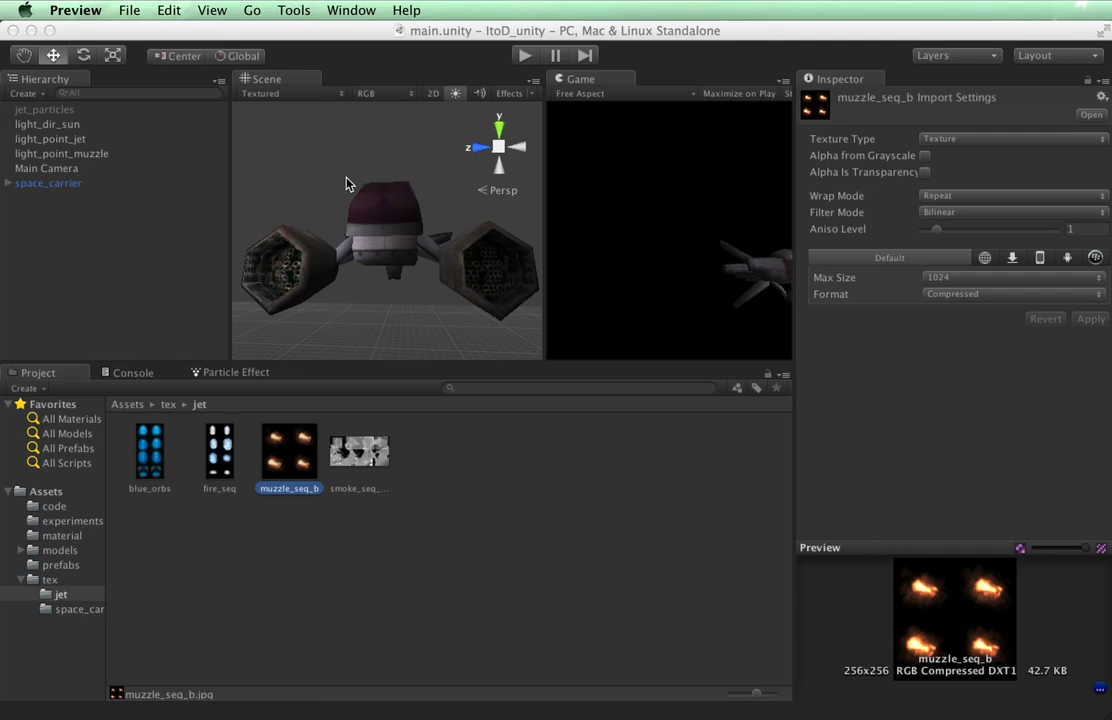 Preview File Edit View Go Tools Window Help
main.unity - ItoD_unity - PC, Mac & Linux Standalone
Center Global Layers Layout
Hierarchy Scene Game Inspector
Create All Textured RGB 2D Effects Free Aspect Maximize on Play St
muzzle_seq_b Import Settings
Open
jet_particles
light_dir_sun
light_point_jet
light_point_muzzle
Main Camera
space_carrier
y
z
Persp
Texture Type Texture
Alpha from Grayscale
Alpha Is Transparency
Wrap Mode Repeat
Filter Mode Bilinear
Aniso Level 1
Default
Max Size 1024
Format Compressed
Revert Apply
Project Console Particle Effect
Create
Favorites
All Materials
All Models
All Prefabs
All Scripts
Assets
code
experiments
material
models
prefabs
tex
jet
space_car
Assets tex jet
blue_orbs fire_seq muzzle_seq_b smoke_seq_...
muzzle_seq_b.jpg
Preview
muzzle_seq_b
256x256 RGB Compressed DXT1 42.7 KB